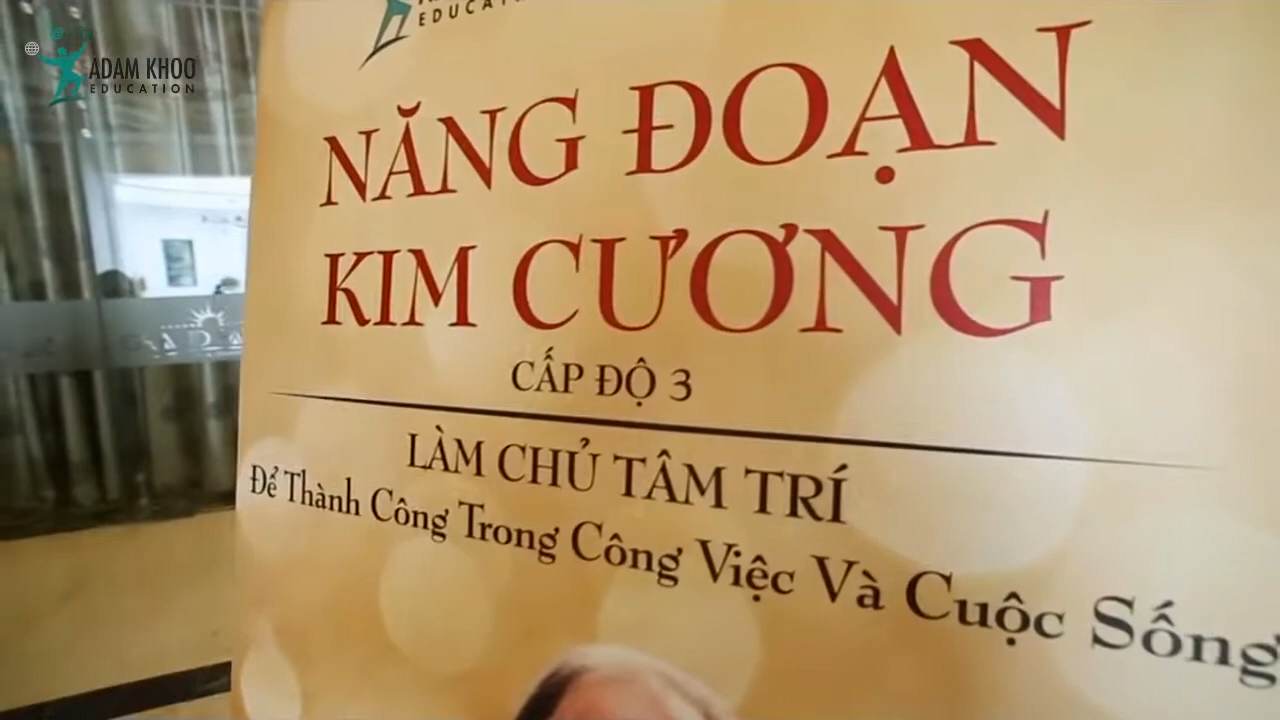 ADAM KHOO
EDUCATION
NĂNG ĐOẠN
KIM CƯƠNG
CẤP ĐỘ 3
LÀM CHỦ TÂM TRÍ
Để Thành Công Trong Công Việc Và Cuộc Sống